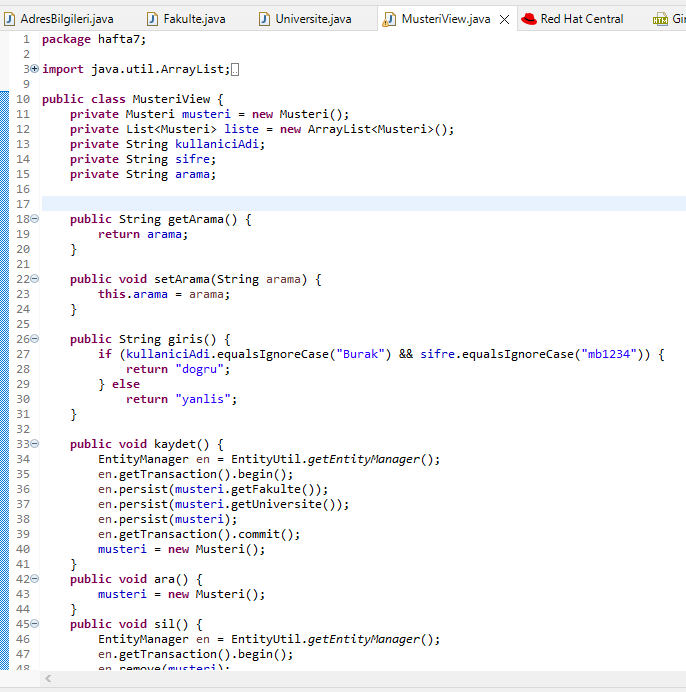 AdresBilgileri.java Fakulte.java Universite.java MusteriView.java Red Hat Central Gir
1 package hafta7;
2
3 import java.util.ArrayList;
9
10 public class MusteriView {
11 private Musteri musteri = new Musteri();
12 private List<Musteri> liste = new ArrayList<Musteri>();
13 private String kullaniciAdi;
14 private String sifre;
15 private String arama;
16
17
18 public String getArama() {
19 return arama;
20 }
21
22 public void setArama(String arama) {
23 this.arama = arama;
24 }
25
26 public String giris() {
27 if (kullaniciAdi.equalsIgnoreCase("Burak") && sifre.equalsIgnoreCase("mb1234")) {
28 return "dogru";
29 } else
30 return "yanlis";
31 }
32
33 public void kaydet() {
34 EntityManager en = EntityUtil.getEntityManager();
35 en.getTransaction().begin();
36 en.persist(musteri.getFakulte());
37 en.persist(musteri.getUniversite());
38 en.persist(musteri);
39 en.getTransaction().commit();
40 musteri = new Musteri();
41 }
42 public void ara() {
43 musteri = new Musteri();
44 }
45 public void sil() {
46 EntityManager en = EntityUtil.getEntityManager();
47 en.getTransaction().begin();
48 en.remove(musteri);